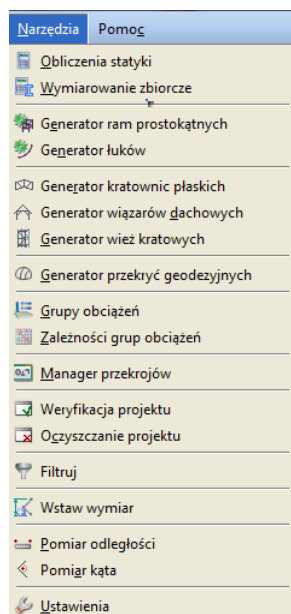 Narzędzia Pomoc
Obliczenia statyki
Wymiarowanie zbiorcze
Generator ram prostokątnych
Generator łuków
Generator kratownic płaskich
Generator wiązarów dachowych
Generator wież kratowych
Generator przekryć geodezyjnych
Grupy obciążeń
Zależności grup obciążeń
Manager przekrojów
Weryfikacja projektu
Oczyszczanie projektu
Filtruj
Wstaw wymiar
Pomiar odległości
Pomiar kąta
Ustawienia